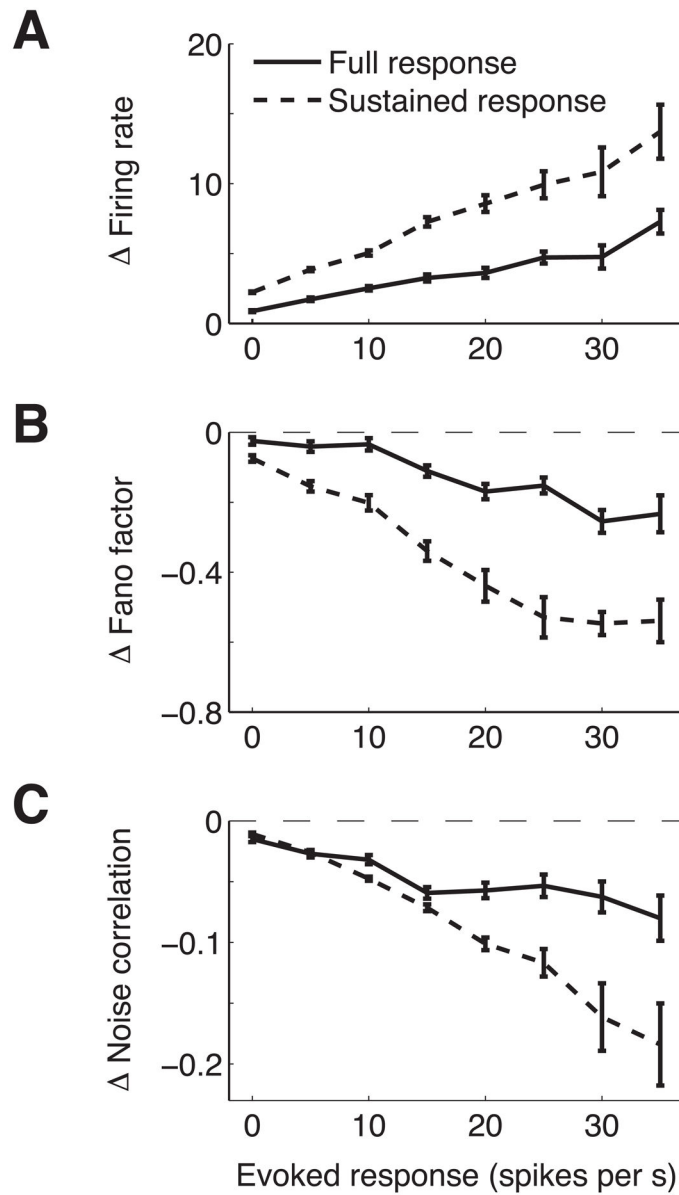 A
20
Full response
Sustained response
Δ Firing rate
10
0
0 10 20 30
B
0
Δ Fano factor
−0.4
−0.8
0 10 20 30
C
0
Δ Noise correlation
−0.1
−0.2
0 10 20 30
Evoked response (spikes per s)